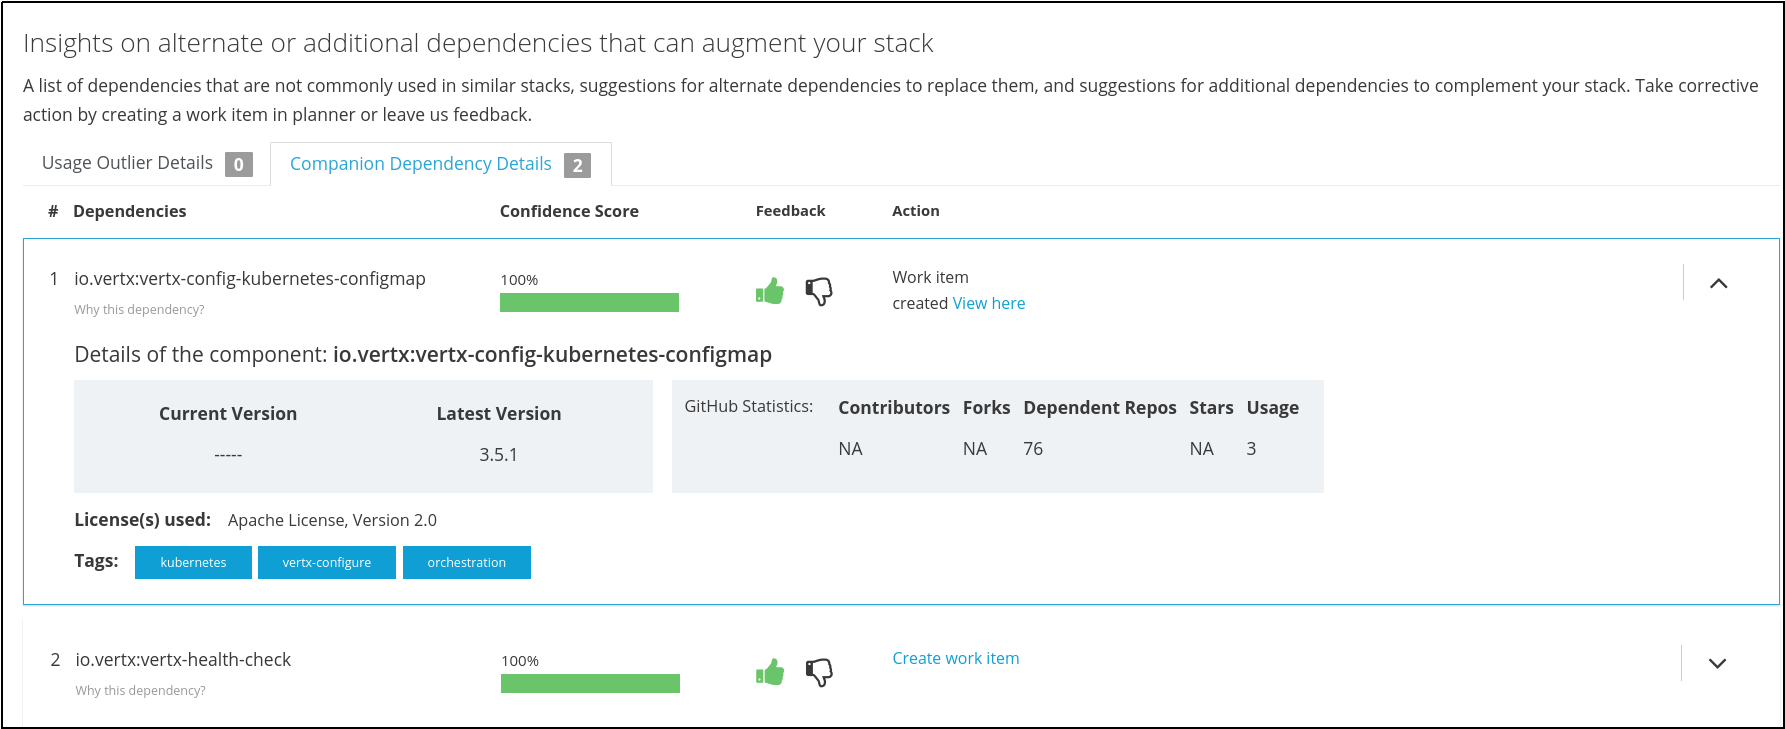 Insights on alternate or additional dependencies that can augment your stack
A list of dependencies that are not commonly used in similar stacks, suggestions for alternate dependencies to replace them, and suggestions for additional dependencies to complement your stack. Take corrective
action by creating a work item in planner or leave us feedback.
Usage Outlier Details 0 Companion Dependency Details 2
# Dependencies Confidence Score Feedback Action
1 io.vertx:vertx-config-kubernetes-configmap 100% Work item
Why this dependency? created View here
Details of the component: io.vertx:vertx-config-kubernetes-configmap
Current Version Latest Version GitHub Statistics: Contributors Forks Dependent Repos Stars Usage
----- 3.5.1 NA NA 76 NA 3
License(s) used: Apache License, Version 2.0
Tags: kubernetes vertx-configure orchestration
2 io.vertx:vertx-health-check 100% Create work item
Why this dependency?